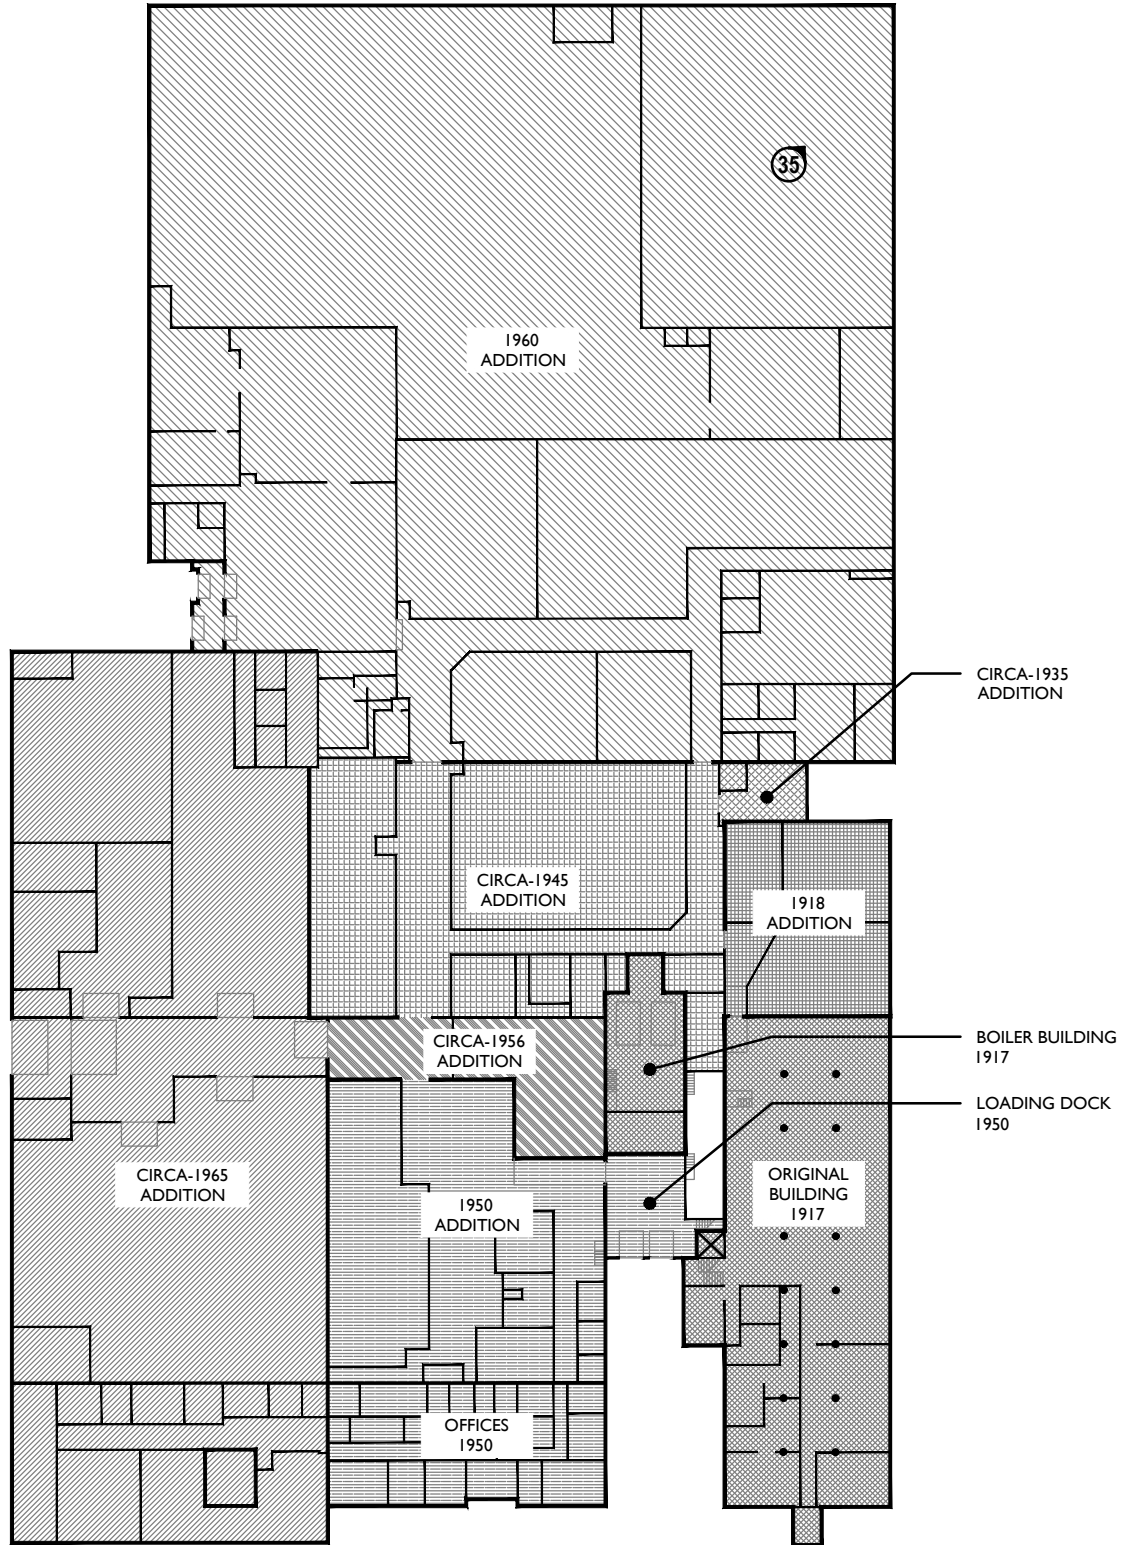 35
1960
ADDITION
CIRCA-1935
ADDITION
CIRCA-1945
ADDITION
1918
ADDITION
CIRCA-1956
ADDITION
BOILER BUILDING
1917
LOADING DOCK
1950
CIRCA-1965
ADDITION
1950
ADDITION
ORIGINAL
BUILDING
1917
OFFICES
1950